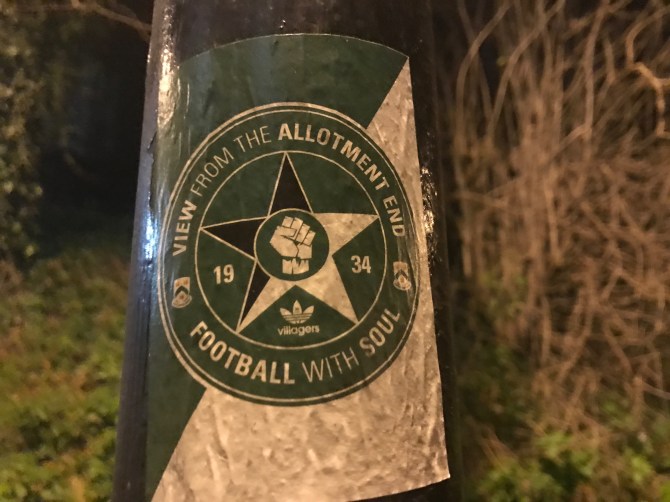 VIEW FROM THE ALLOTMENT END
19 34
villagers
FOOTBALL WITH SOUL